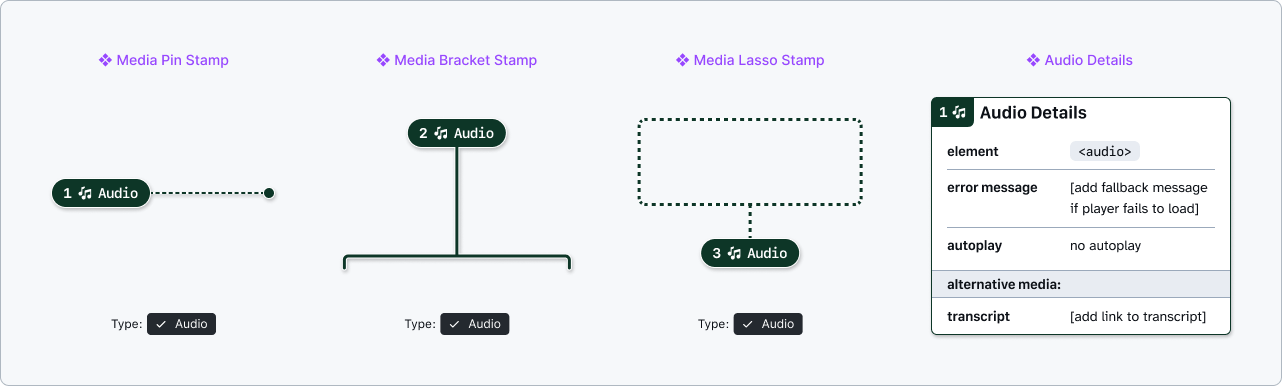 Media Pin Stamp
Media Bracket Stamp
Media Lasso Stamp
Audio Details
1 Audio
2 Audio
3 Audio
Type: Audio
Type: Audio
Type: Audio
1 Audio Details
element <audio>
error message [add fallback message
if player fails to load]
autoplay no autoplay
alternative media:
transcript [add link to transcript]